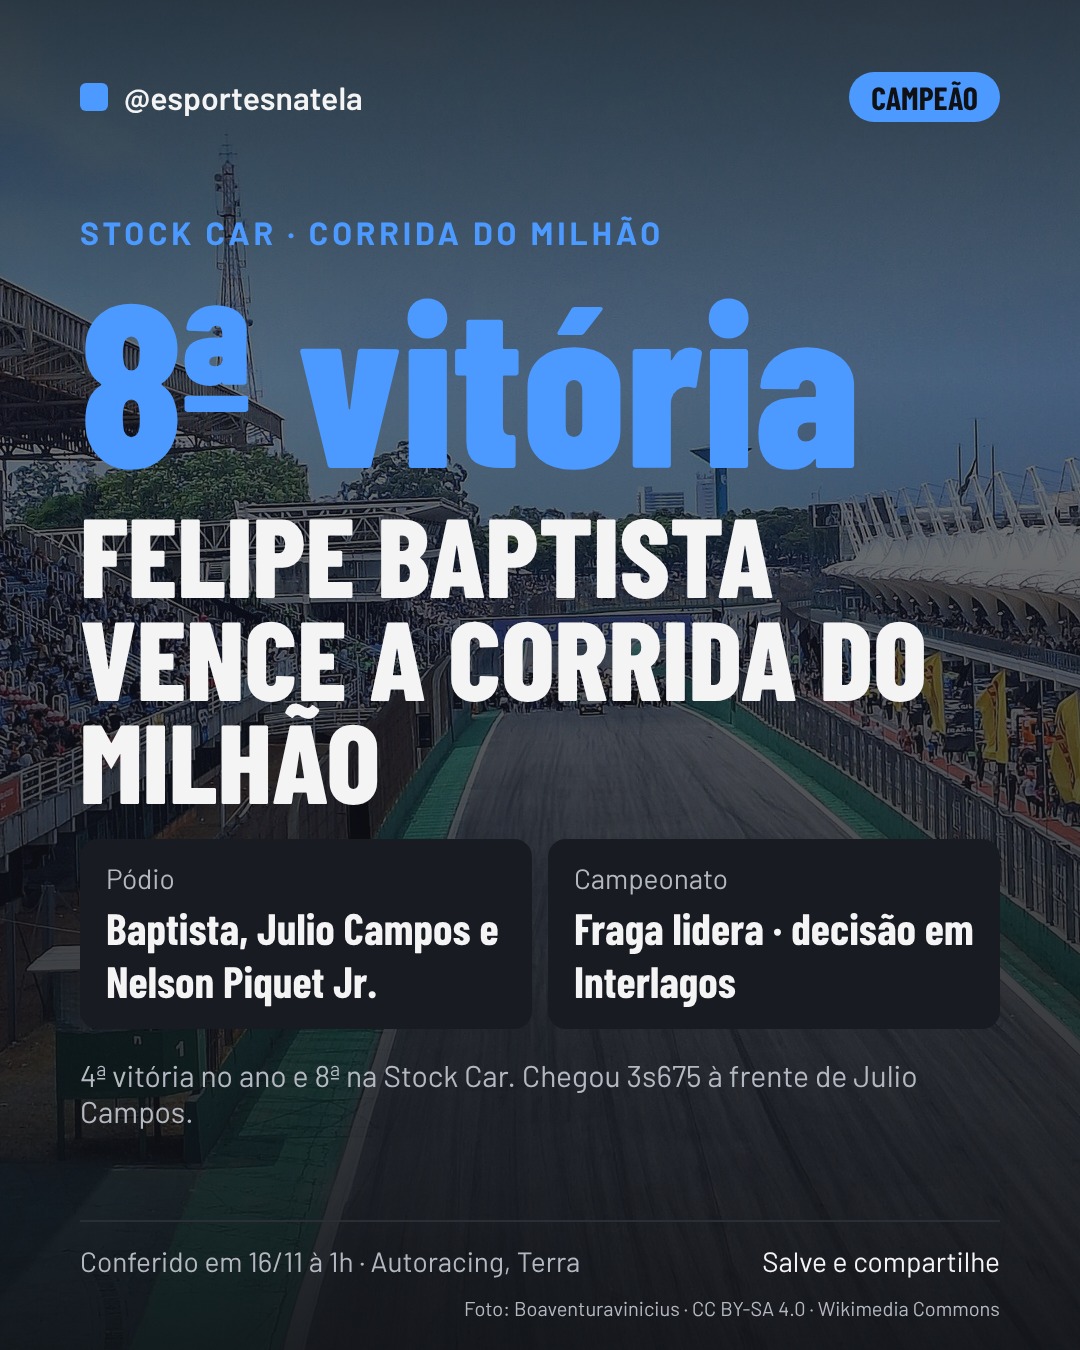 @esportesnatela
CAMPEÃO
STOCK CAR · CORRIDA DO MILHÃO
8ª vitória
FELIPE BAPTISTA
VENCE A CORRIDA DO
MILHÃO
Pódio
Baptista, Julio Campos e
Nelson Piquet Jr.
Campeonato
Fraga lidera · decisão em
Interlagos
4ª vitória no ano e 8ª na Stock Car. Chegou 3s675 à frente de Julio
Campos.
Conferido em 16/11 à 1h · Autoracing, Terra
Salve e compartilhe
Foto: Boaventuravinicius · CC BY-SA 4.0 · Wikimedia Commons